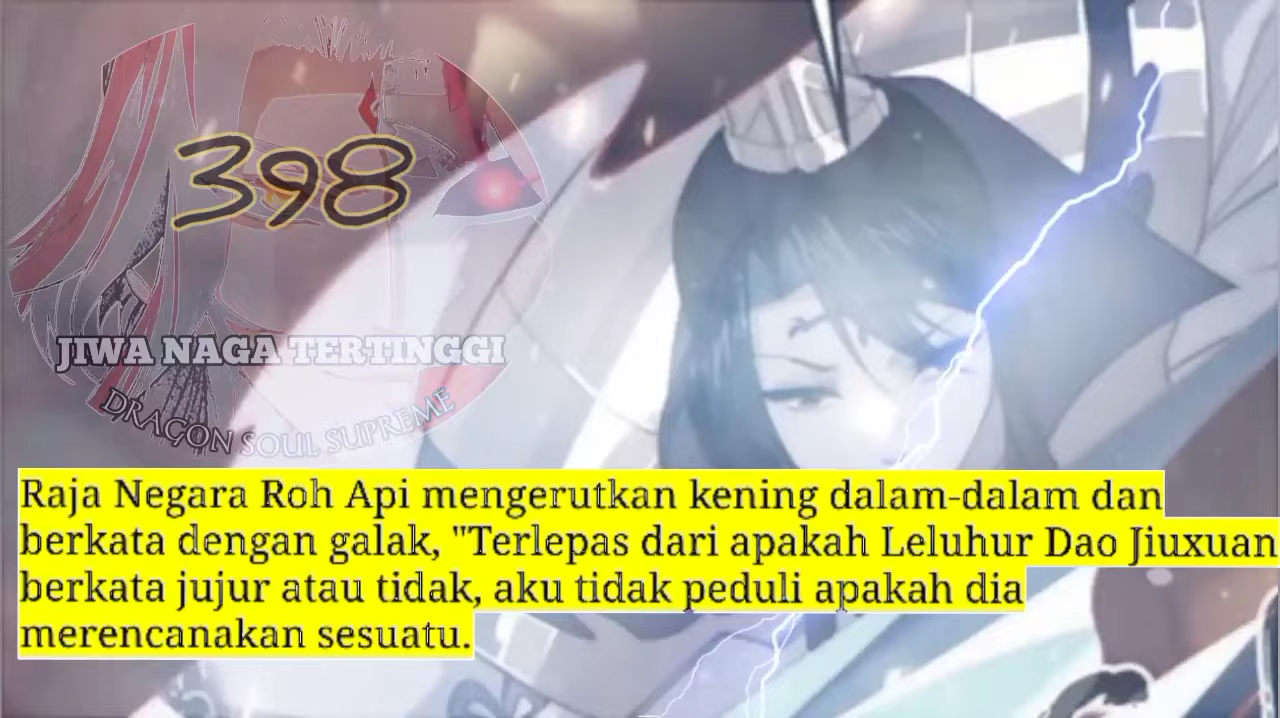 398
JIWA NAGA TERTINGGI
DRAGON SOUL SUPREME
Raja Negara Roh Api mengerutkan kening dalam-dalam dan
berkata dengan galak, "Terlepas dari apakah Leluhur Dao Jiuxuan
berkata jujur atau tidak, aku tidak peduli apakah dia
merencanakan sesuatu.